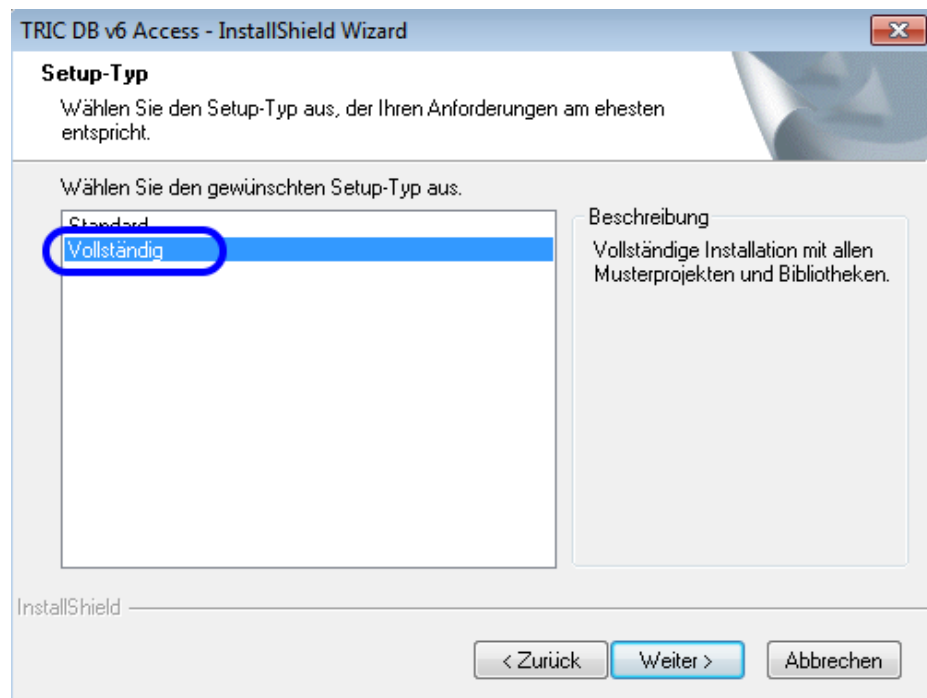 TRIC DB v6 Access - InstallShield Wizard
Setup-Typ
Wählen Sie den Setup-Typ aus, der Ihren Anforderungen am ehesten
entspricht.
Wählen Sie den gewünschten Setup-Typ aus.
Standard
Vollständig
Beschreibung
Vollständige Installation mit allen
Musterprojekten und Bibliotheken.
InstallShield
< Zurück
Weiter >
Abbrechen